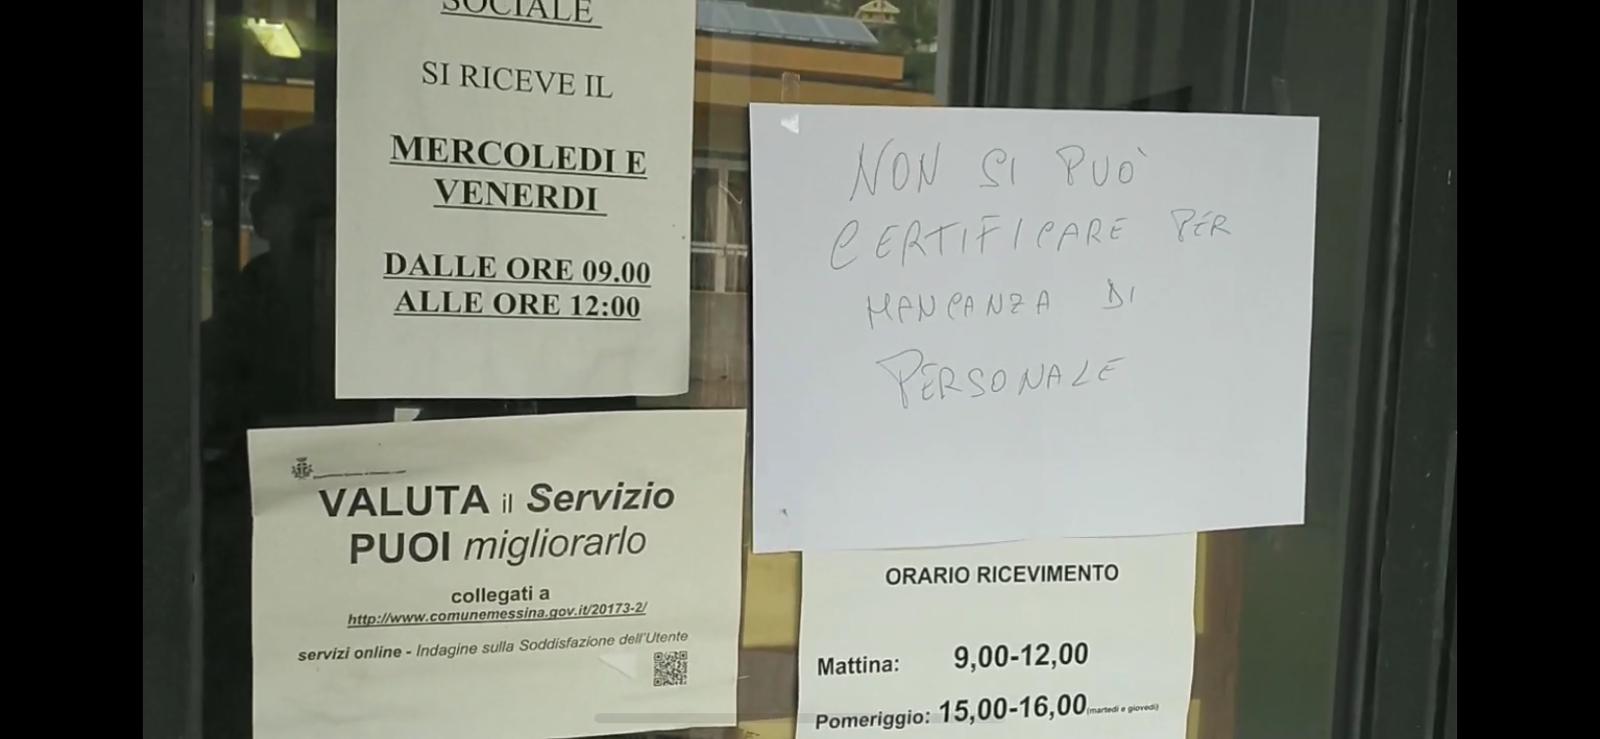 SOCIALE
SI RICEVE IL
MERCOLEDI E
VENERDI
DALLE ORE 09.00
ALLE ORE 12:00
NON SI PUÒ
CERTIFICARE PER
MANCANZA DI
PERSONALE
VALUTA il Servizio
PUOI migliorarlo
collegati a
http://www.comunemessina.gov.it/20173-2/
servizi online - Indagine sulla Soddisfazione dell'Utente
ORARIO RICEVIMENTO
Mattina: 9,00-12,00
Pomeriggio: 15,00-16,00 (martedì e giovedì)